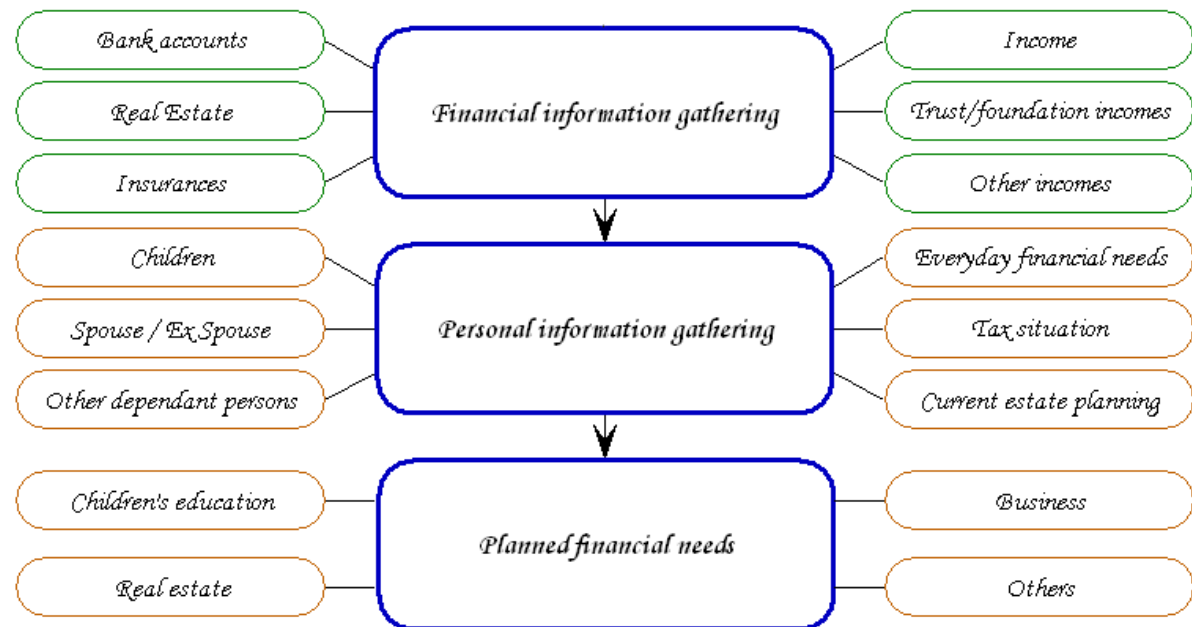 Bank accounts
Real Estate
Insurances
Financial information gathering
Income
Trust/foundation incomes
Other incomes
Children
Spouse / Ex Spouse
Other dependant persons
Personal information gathering
Everyday financial needs
Tax situation
Current estate planning
Children's education
Real estate
Planned financial needs
Business
Others